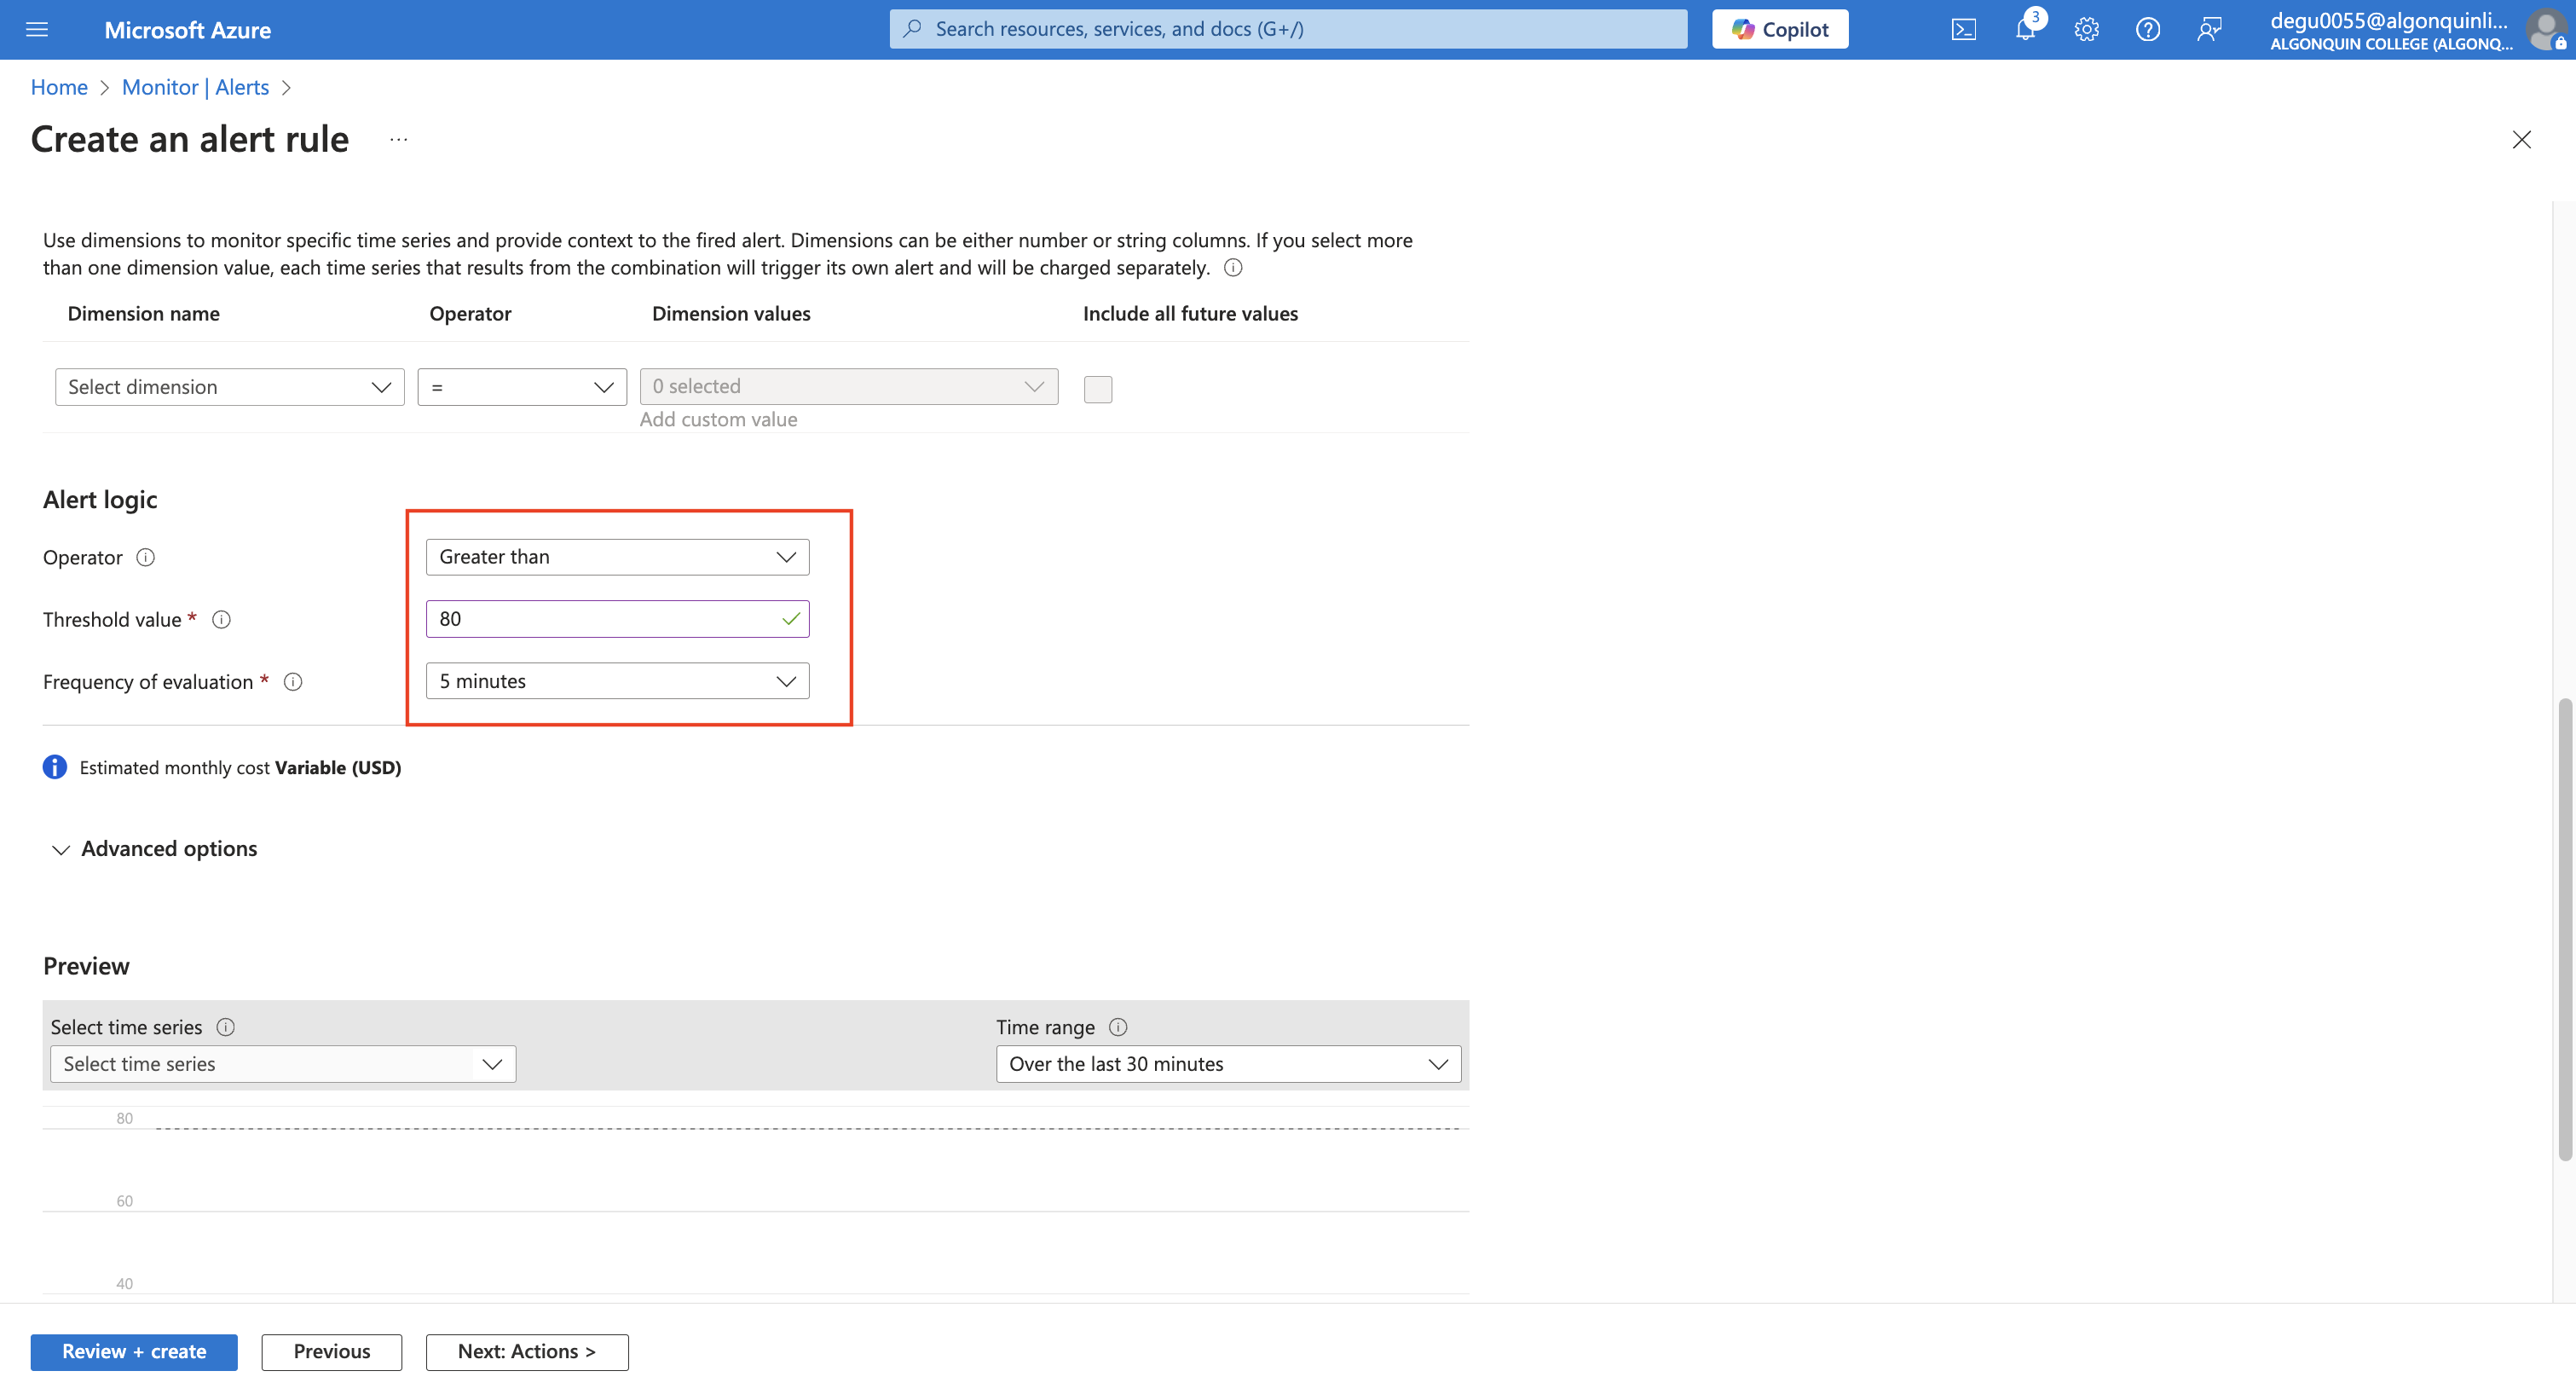 Microsoft Azure
Search resources, services, and docs (G+/)
Copilot
3
degu0055@algonquinli...
ALGONQUIN COLLEGE (ALGONQ...
Home > Monitor | Alerts >
Create an alert rule ...
Use dimensions to monitor specific time series and provide context to the fired alert. Dimensions can be either number or string columns. If you select more
than one dimension value, each time series that results from the combination will trigger its own alert and will be charged separately.
Dimension name Operator Dimension values Include all future values
Select dimension = 0 selected
Add custom value
Alert logic
Operator Greater than
Threshold value * 80
Frequency of evaluation * 5 minutes
Estimated monthly cost Variable (USD)
Advanced options
Preview
Select time series Time range
Select time series Over the last 30 minutes
80
60
40
Review + create Previous Next: Actions >